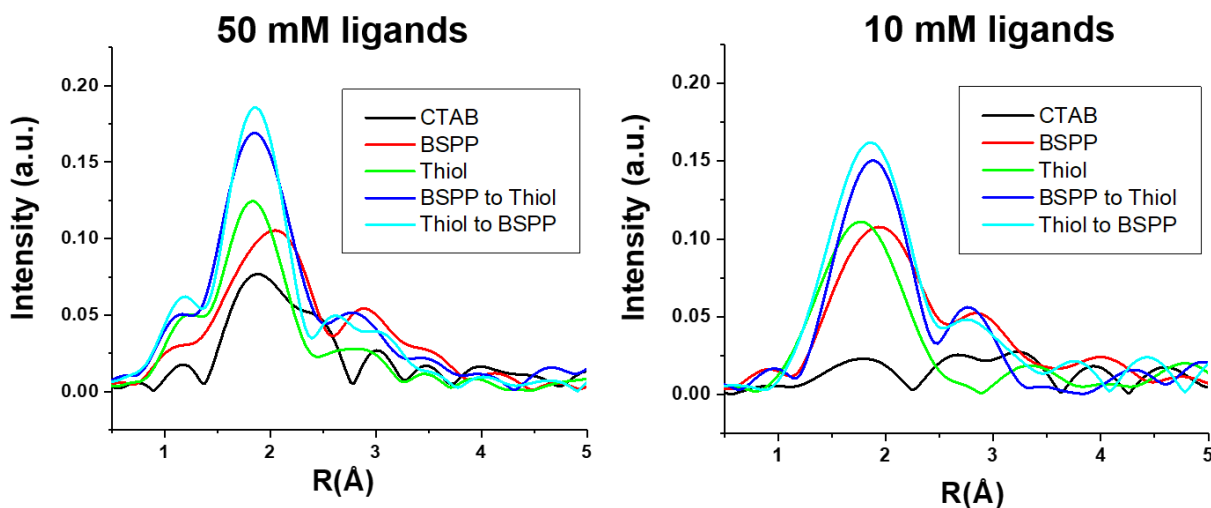 50 mM ligands
Intensity (a.u.)
0.20
0.15
0.10
0.05
0.00
CTAB
BSPP
Thiol
BSPP to Thiol
Thiol to BSPP
1 2 3 4 5
R(Å)
10 mM ligands
Intensity (a.u.)
0.20
0.15
0.10
0.05
0.00
CTAB
BSPP
Thiol
BSPP to Thiol
Thiol to BSPP
1 2 3 4 5
R(Å)